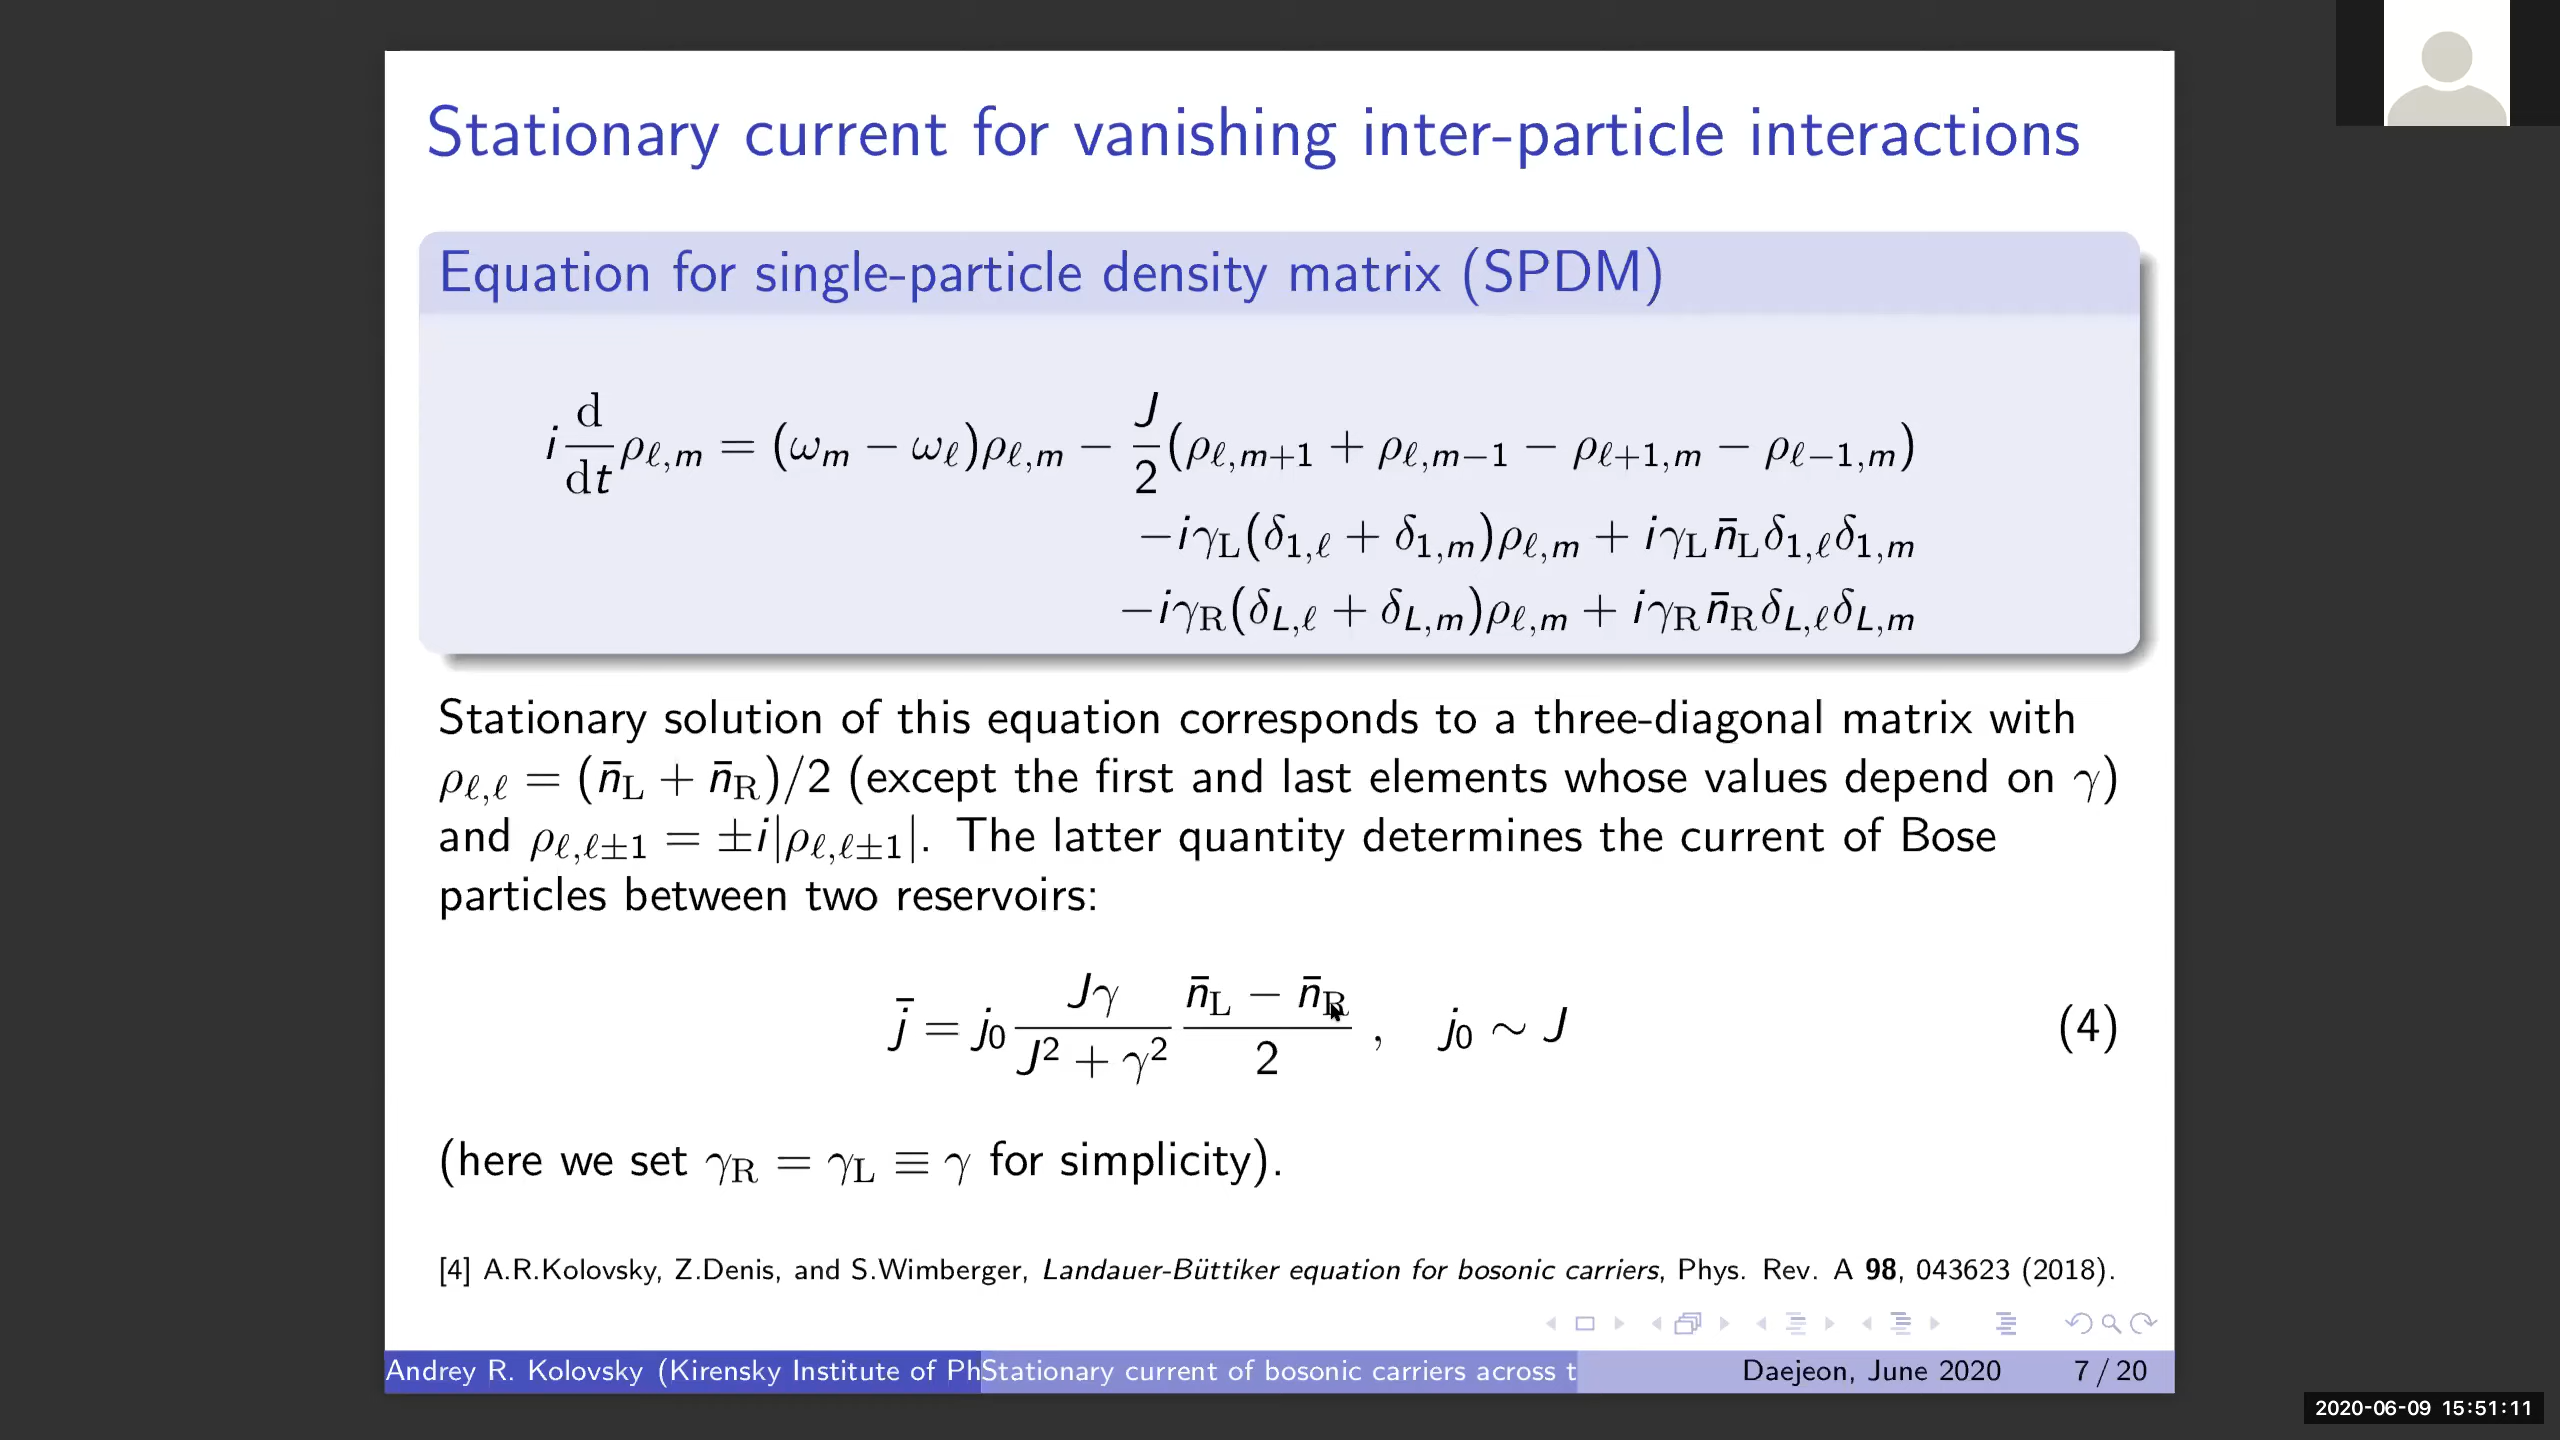 Stationary current for vanishing inter-particle interactions
Equation for single-particle density matrix (SPDM)
i d/dt ρ_{ℓ,m} = (ω_m − ω_ℓ)ρ_{ℓ,m} − J/2 (ρ_{ℓ,m+1} + ρ_{ℓ,m−1} − ρ_{ℓ+1,m} − ρ_{ℓ−1,m})
−iγ_L(δ_{1,ℓ} + δ_{1,m})ρ_{ℓ,m} + iγ_L n̄_L δ_{1,ℓ}δ_{1,m}
−iγ_R(δ_{L,ℓ} + δ_{L,m})ρ_{ℓ,m} + iγ_R n̄_R δ_{L,ℓ}δ_{L,m}
Stationary solution of this equation corresponds to a three-diagonal matrix with
ρ_{ℓ,ℓ} = (n̄_L + n̄_R)/2 (except the first and last elements whose values depend on γ)
and ρ_{ℓ,ℓ±1} = ±i|ρ_{ℓ,ℓ±1}|. The latter quantity determines the current of Bose
particles between two reservoirs:
j̄ = j_0 Jγ/(J² + γ²) (n̄_L − n̄_R)/2 , j_0 ∼ J (4)
(here we set γ_R = γ_L ≡ γ for simplicity).
[4] A.R.Kolovsky, Z.Denis, and S.Wimberger, Landauer-Büttiker equation for bosonic carriers, Phys. Rev. A 98, 043623 (2018).
Andrey R. Kolovsky (Kirensky Institute of Ph Stationary current of bosonic carriers across t Daejeon, June 2020 7 / 20
2020-06-09 15:51:11